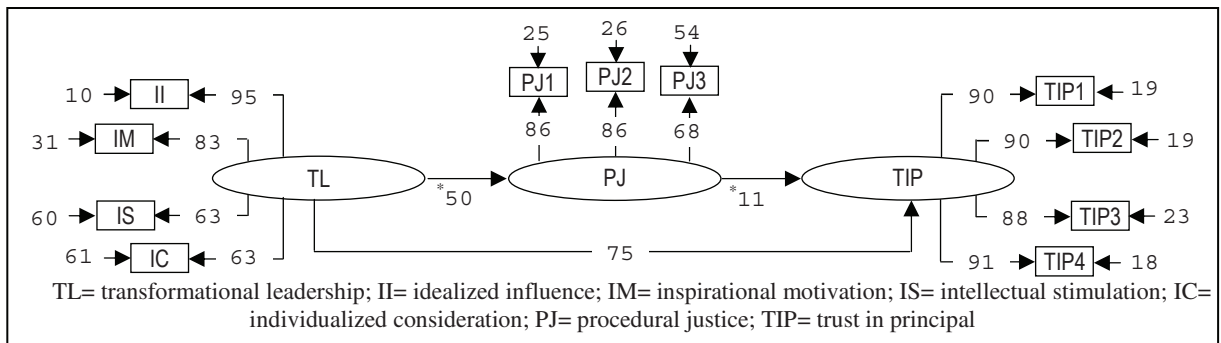 25 26 54
PJ1 PJ2 PJ3
10 II 95
90 TIP1 19
31 IM 83
86 86 68
90 TIP2 19
TL *50 PJ *11 TIP
60 IS 63
88 TIP3 23
61 IC 63
75
91 TIP4 18
TL= transformational leadership; II= idealized influence; IM= inspirational motivation; IS= intellectual stimulation; IC=
individualized consideration; PJ= procedural justice; TIP= trust in principal